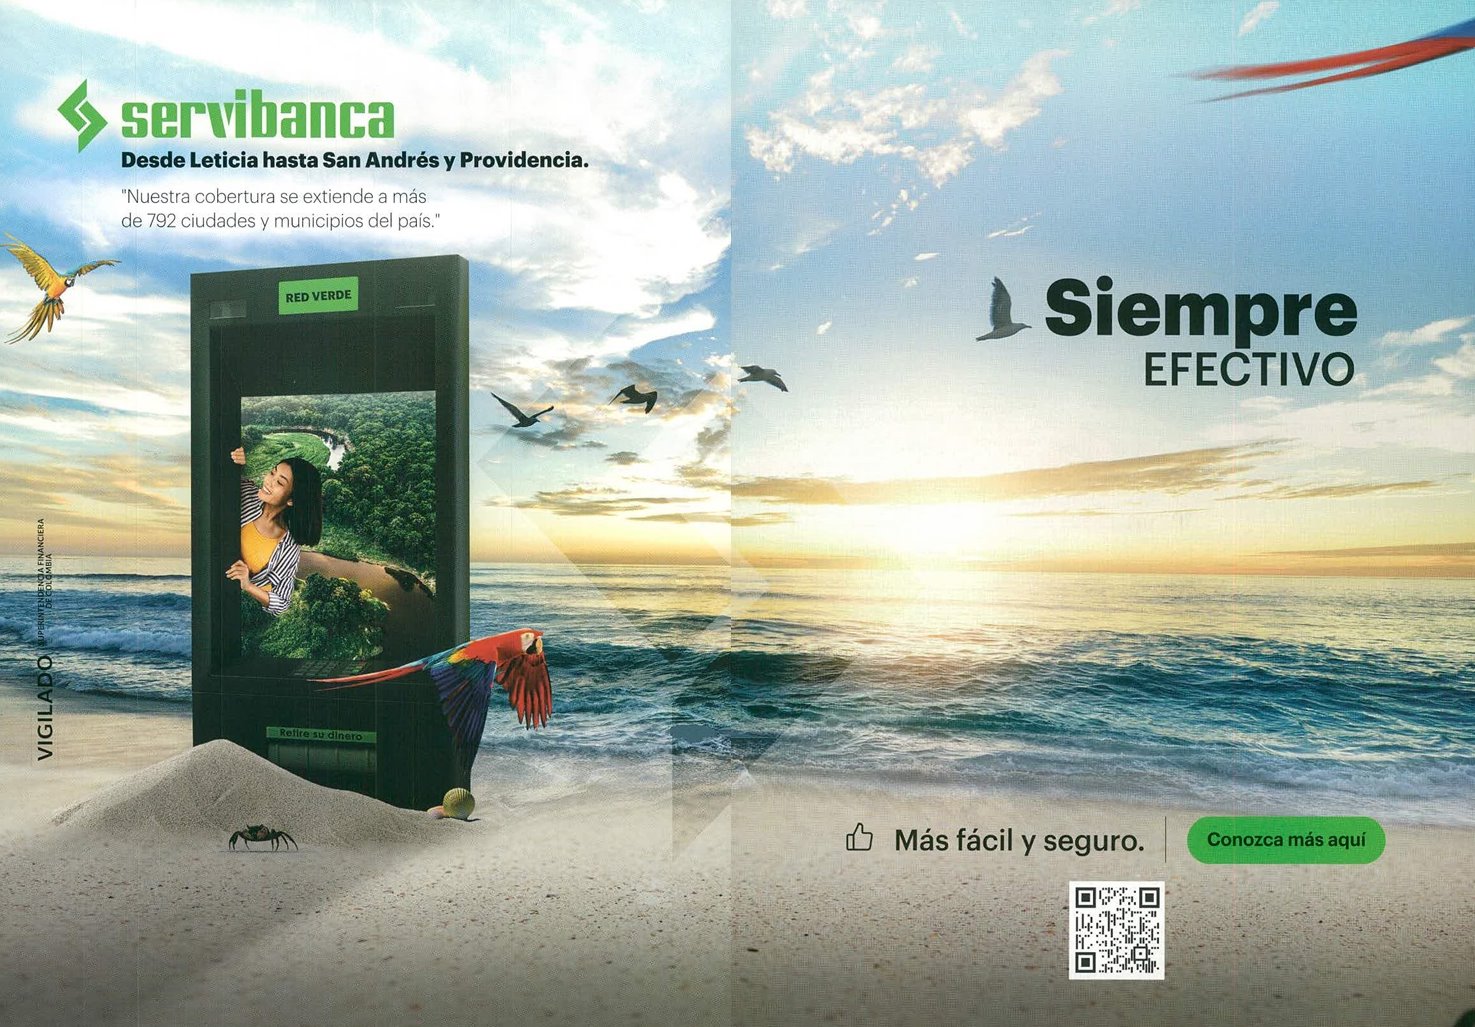 servibanca
Desde Leticia hasta San Andrés y Providencia.
"Nuestra cobertura se extiende a más
de 792 ciudades y municipios del país."
RED VERDE
Retire su dinero
VIGILADO
SUPERINTENDENCIA FINANCIERA
DE COLOMBIA
Siempre
EFECTIVO
Más fácil y seguro.
Conozca más aquí